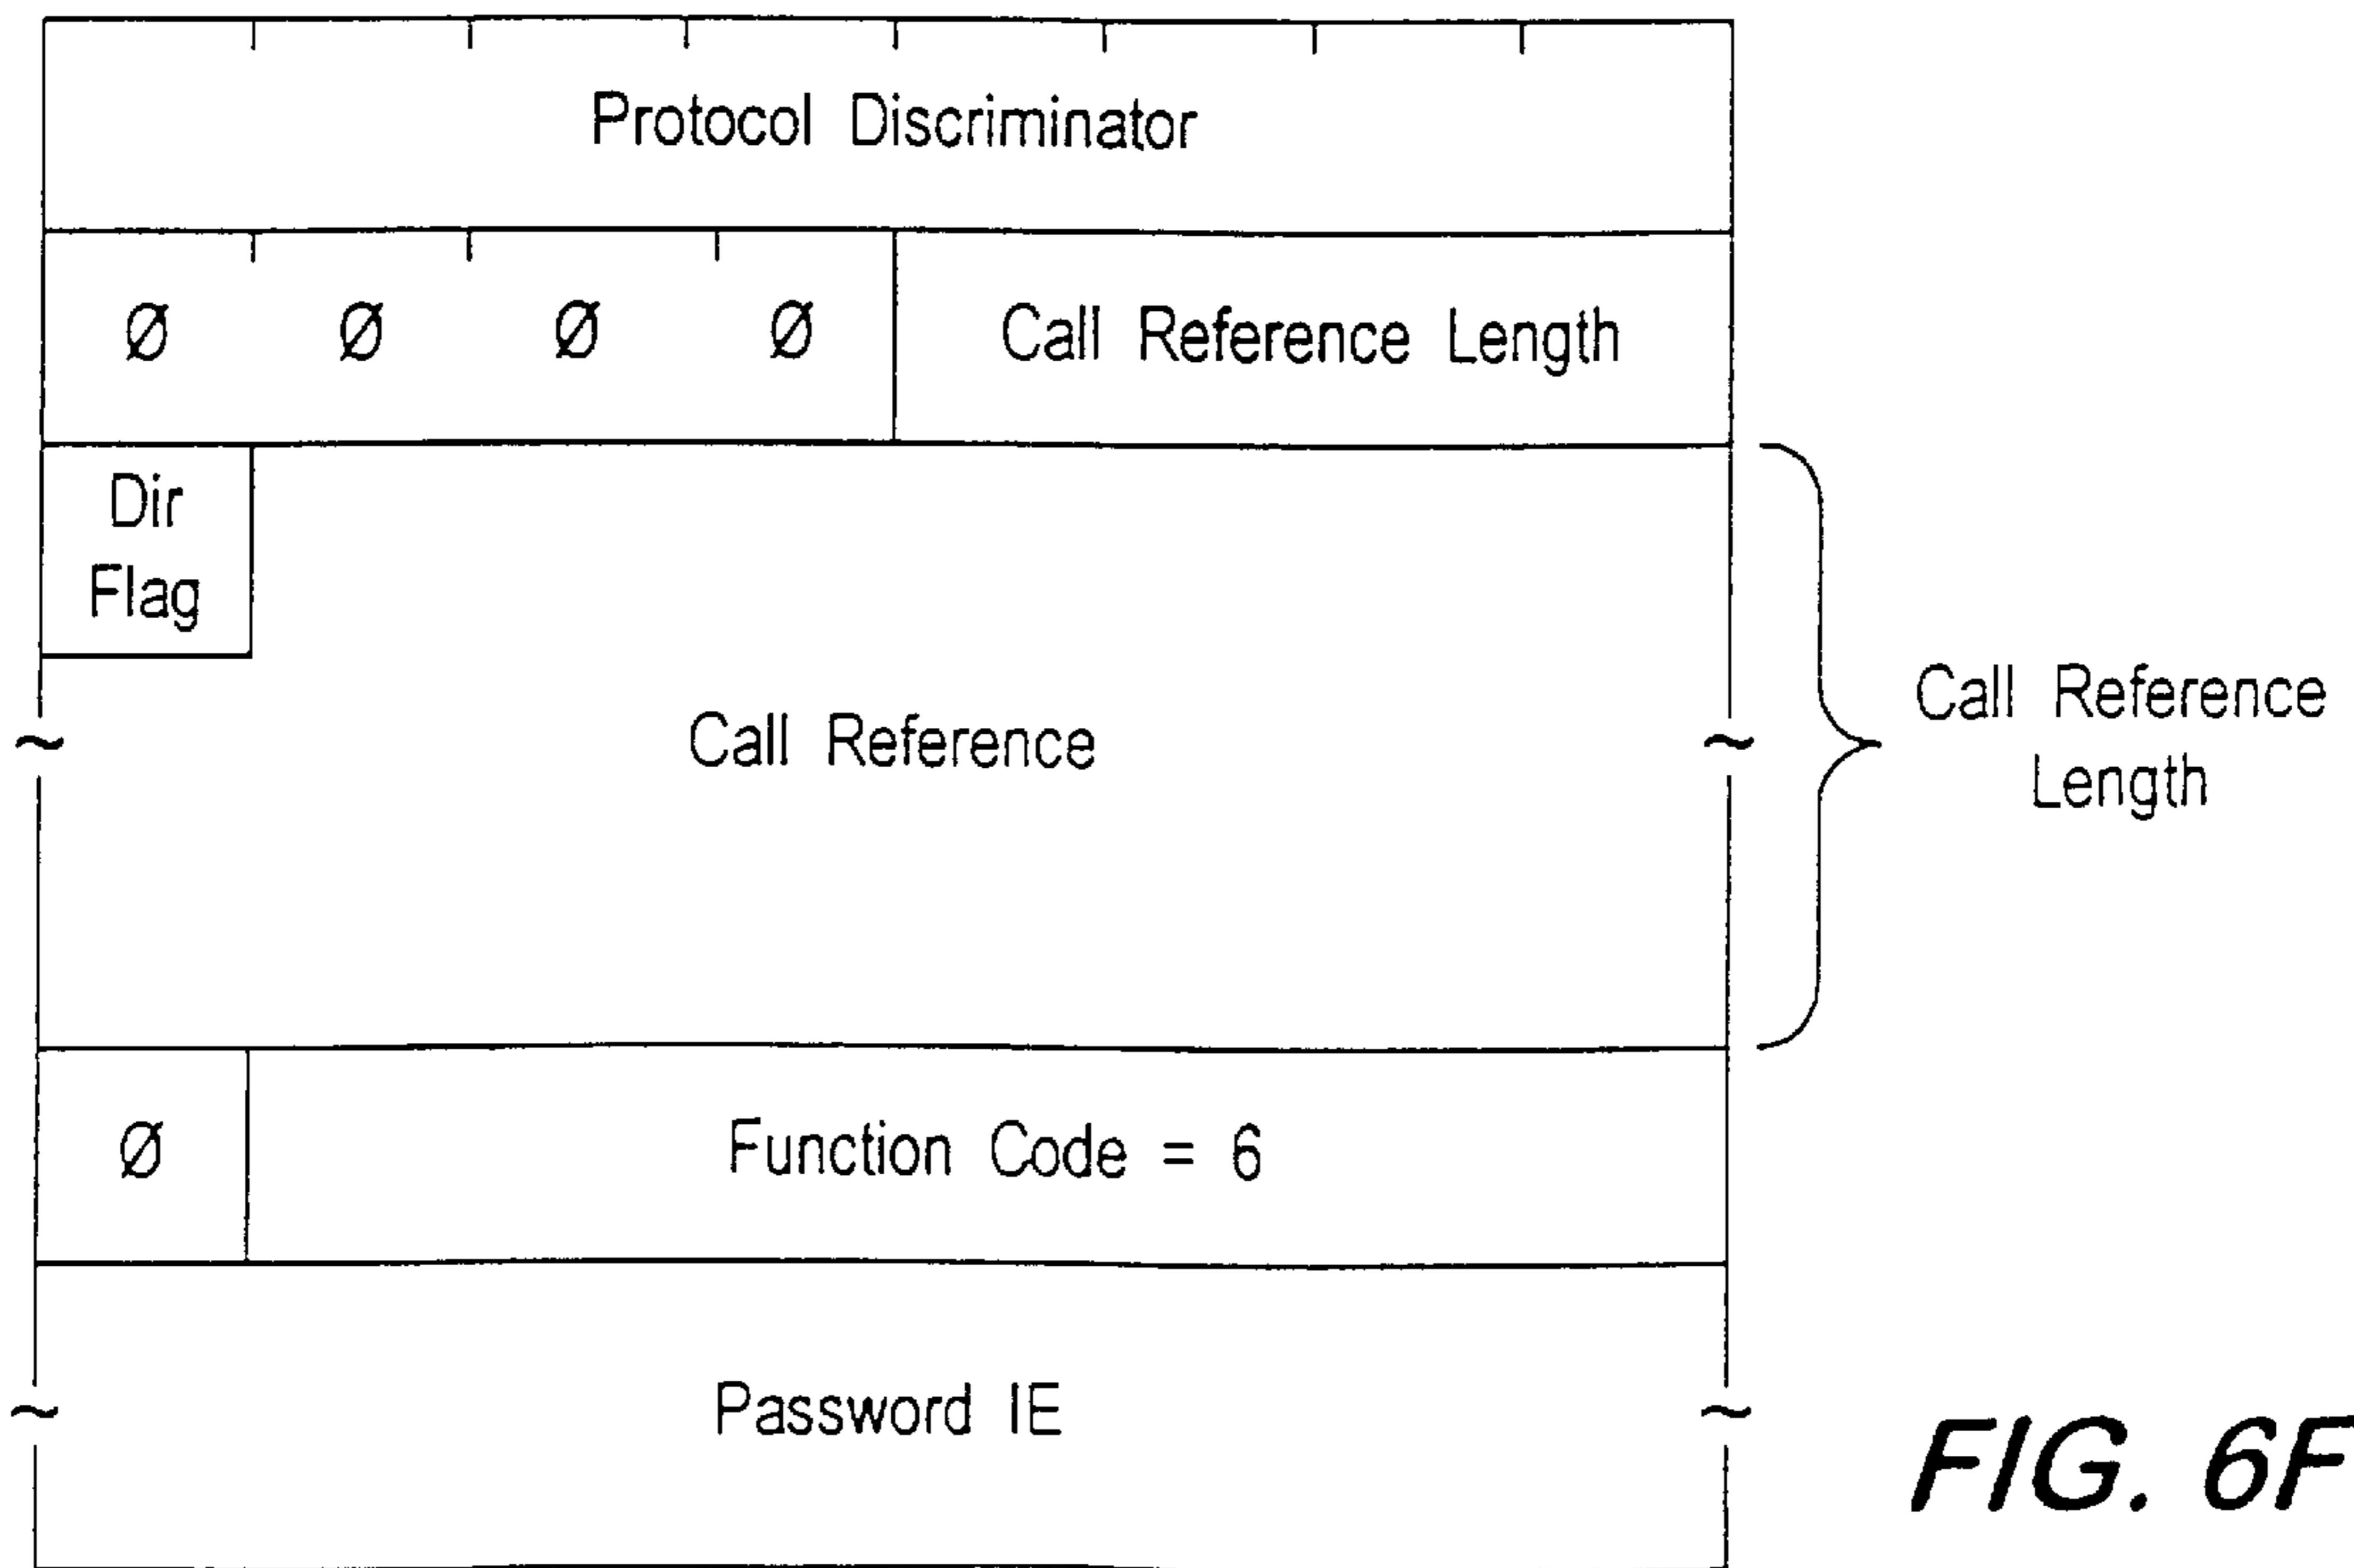 Protocol Discriminator
Ø Ø Ø Ø Call Reference Length
Dir
Flag
Call Reference
Call Reference
Length
Ø Function Code = 6
Password IE
FIG. 6F
~ ~
~ ~